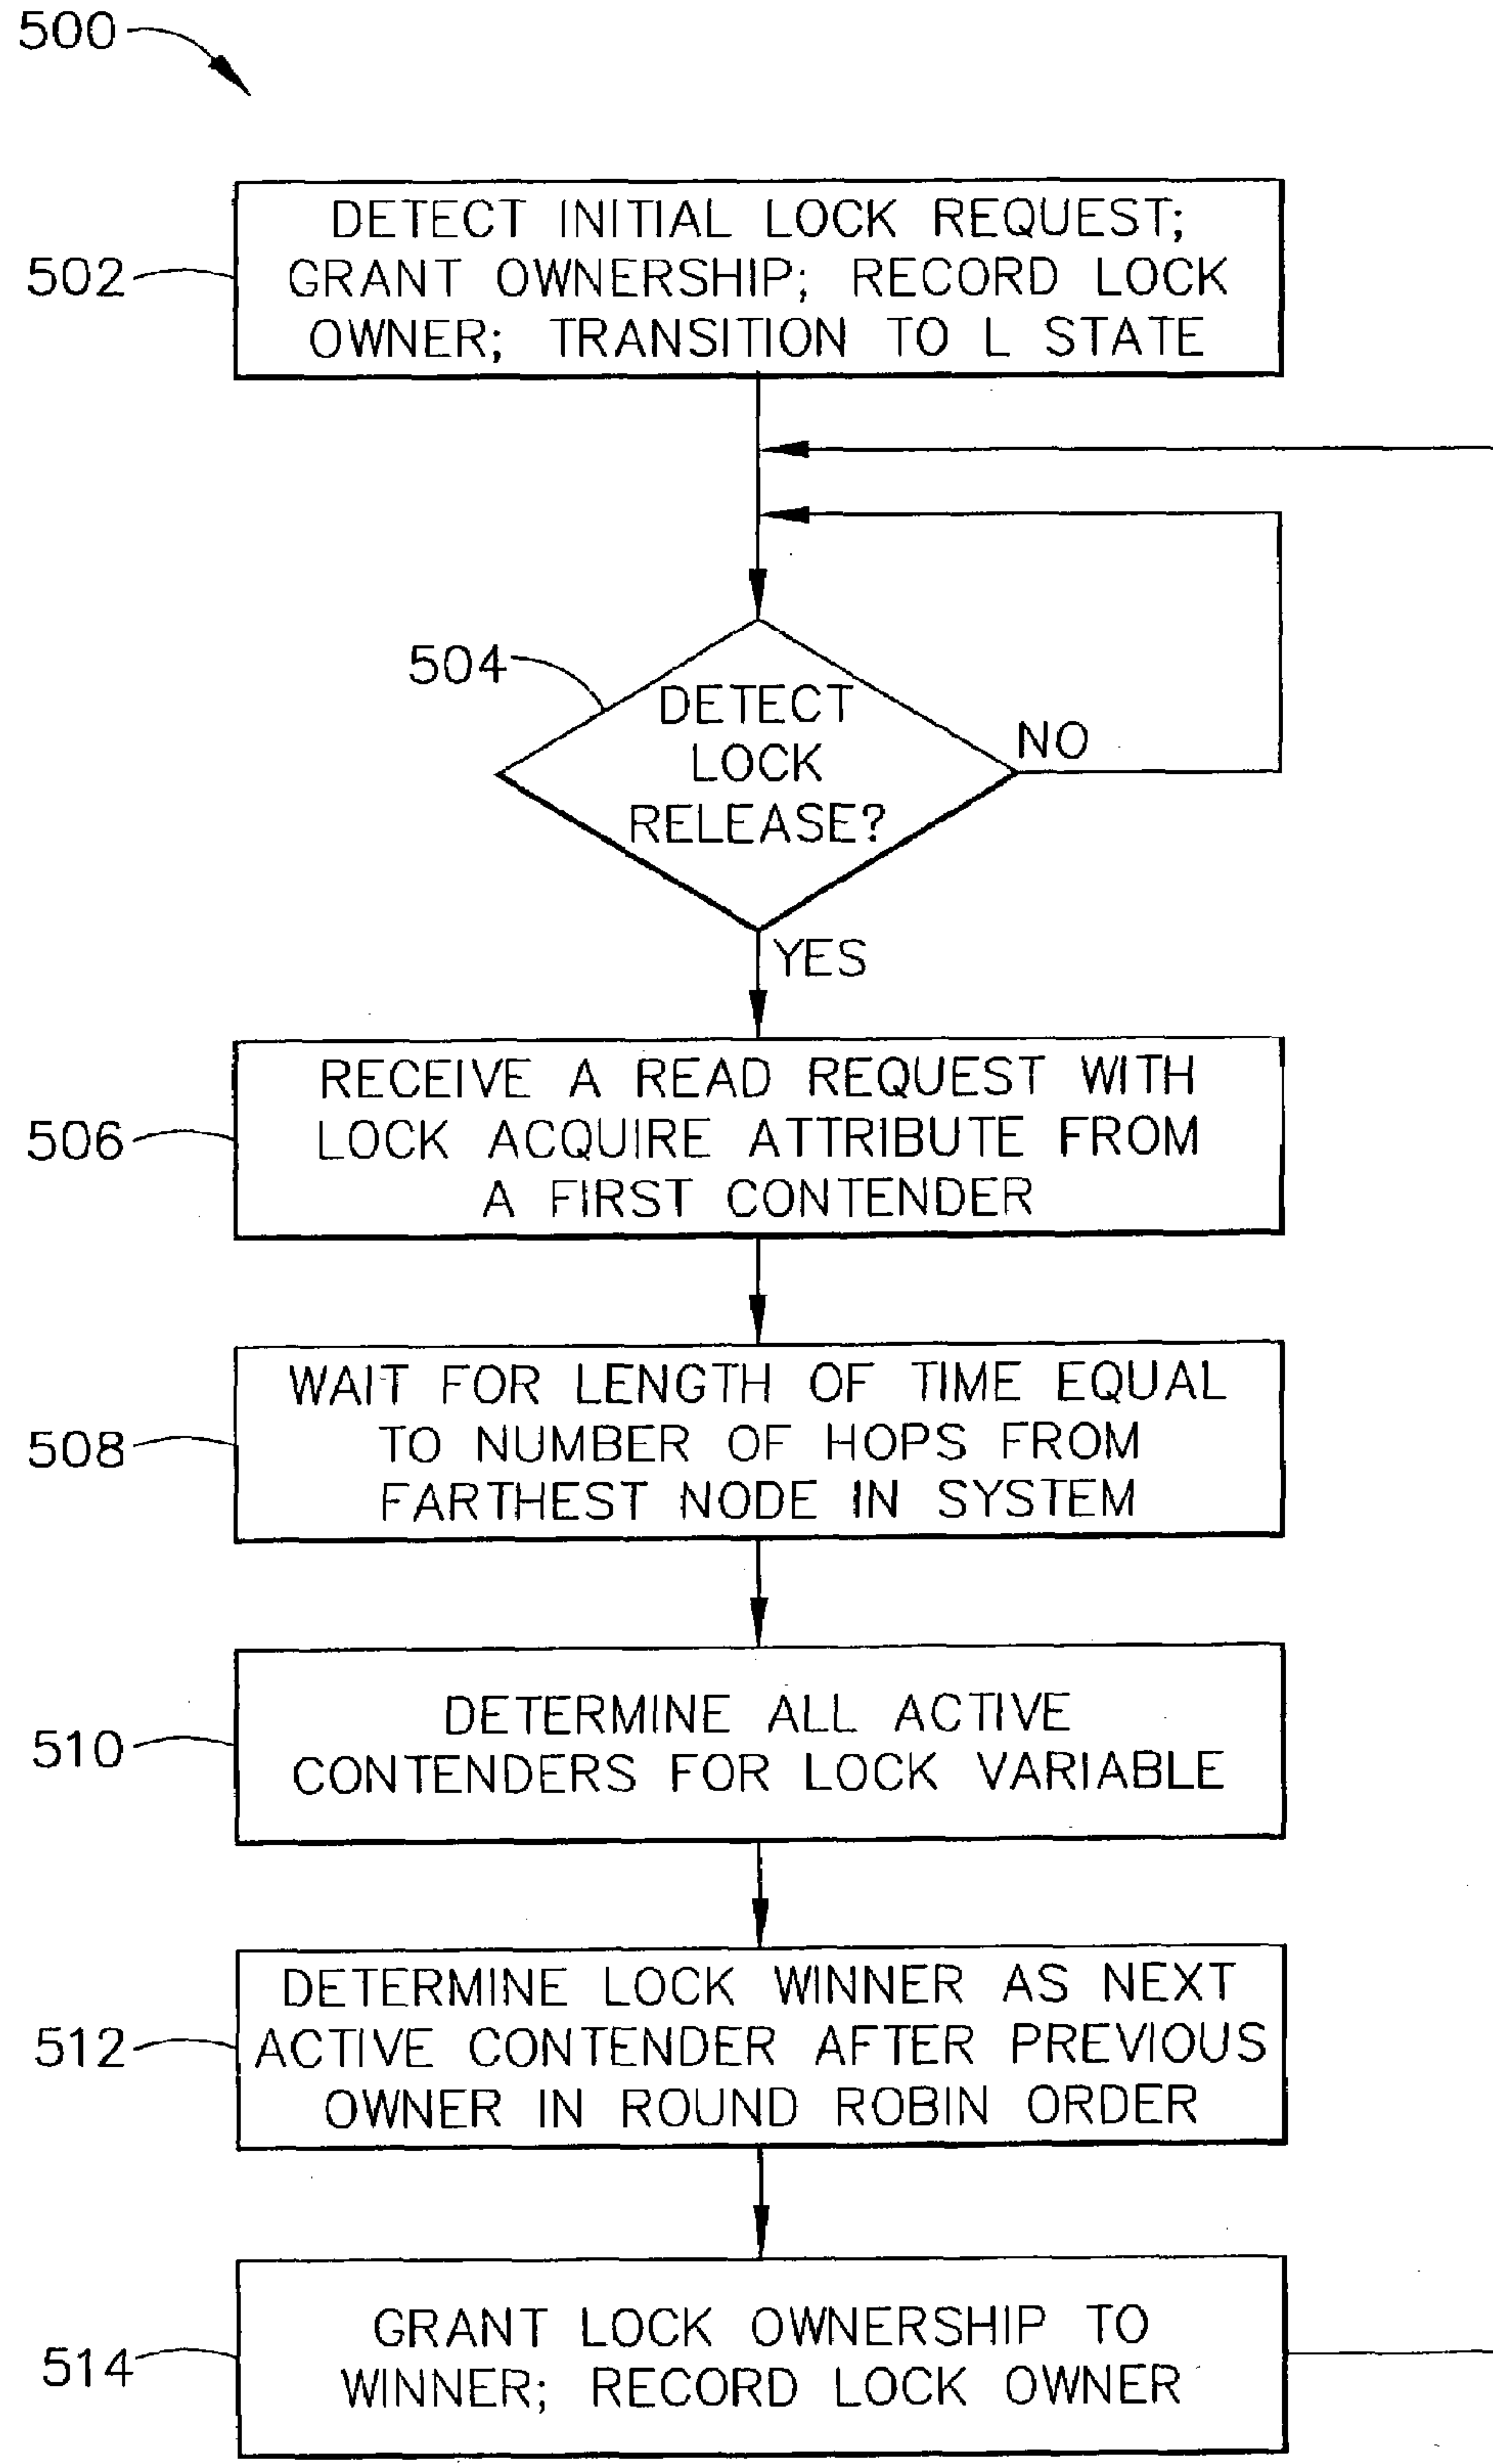 500
502
DETECT INITIAL LOCK REQUEST;
GRANT OWNERSHIP; RECORD LOCK
OWNER; TRANSITION TO L STATE
504
DETECT
LOCK
RELEASE?
NO
YES
506
RECEIVE A READ REQUEST WITH
LOCK ACQUIRE ATTRIBUTE FROM
A FIRST CONTENDER
508
WAIT FOR LENGTH OF TIME EQUAL
TO NUMBER OF HOPS FROM
FARTHEST NODE IN SYSTEM
510
DETERMINE ALL ACTIVE
CONTENDERS FOR LOCK VARIABLE
512
DETERMINE LOCK WINNER AS NEXT
ACTIVE CONTENDER AFTER PREVIOUS
OWNER IN ROUND ROBIN ORDER
514
GRANT LOCK OWNERSHIP TO
WINNER; RECORD LOCK OWNER